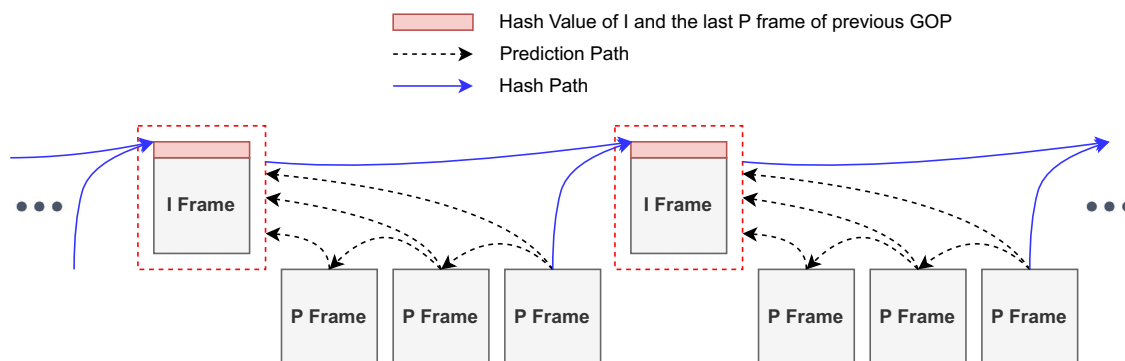 Hash Value of I and the last P frame of previous GOP
Prediction Path
Hash Path
I Frame
I Frame
P Frame
P Frame
P Frame
P Frame
P Frame
P Frame